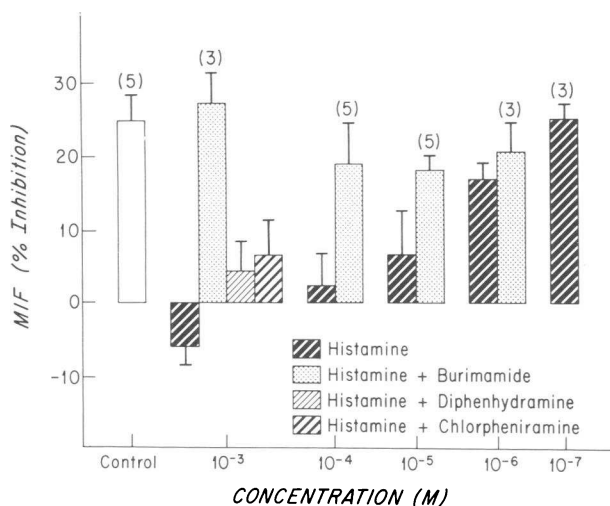 MIF (% Inhibition)
30
20
10
0
-10
(5)
(3)
(5)
(5)
(3)
(3)
Histamine
Histamine + Burimamide
Histamine + Diphenhydramine
Histamine + Chlorpheniramine
Control
10⁻³
10⁻⁴
10⁻⁵
10⁻⁶
10⁻⁷
CONCENTRATION (M)